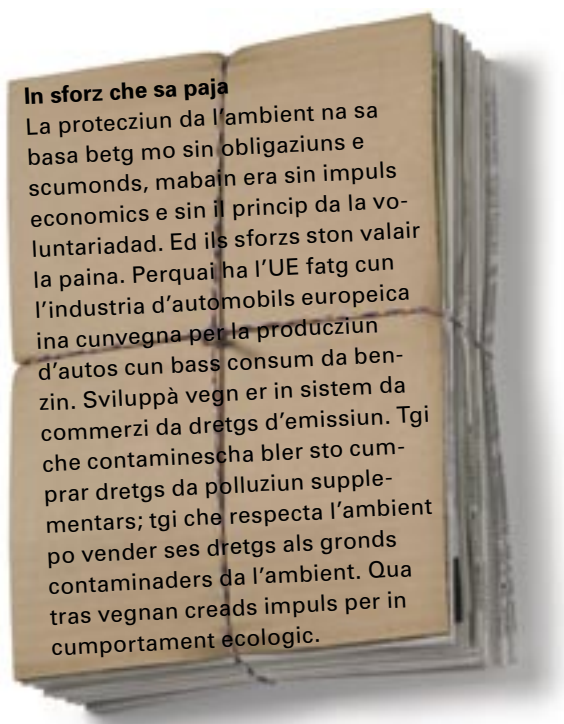 In sforz che sa paja
La protecziun da l'ambient na sa
basa betg mo sin obligaziuns e
scumonds, mabain era sin impuls
economics e sin il princip da la vo-
luntariadad. Ed ils sforzs ston valair
la paina. Perquai ha l'UE fatg cun
l'industria d'automobils europeica
ina cunvegna per la producziun
d'autos cun bass consum da ben-
zin. Sviluppà vegn er in sistem da
commerzi da dretgs d'emissiun. Tgi
che contaminescha bler sto cum-
prar dretgs da polluziun supple-
mentars; tgi che respecta l'ambient
po vender ses dretgs als gronds
contaminaders da l'ambient. Qua
tras vegnan creads impuls per in
cumportament ecologic.